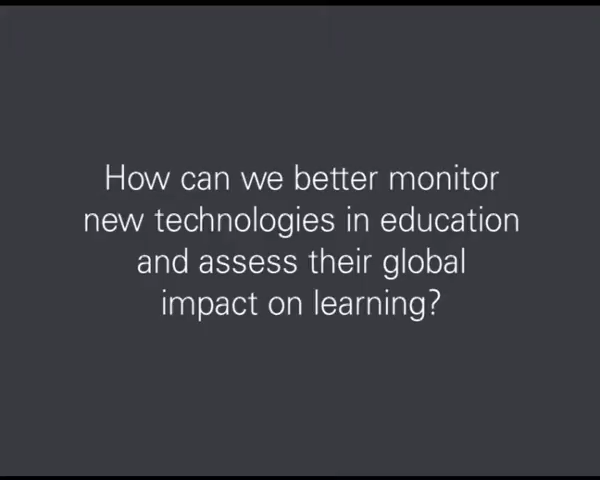 How can we better monitor
new technologies in education
and assess their global
impact on learning?